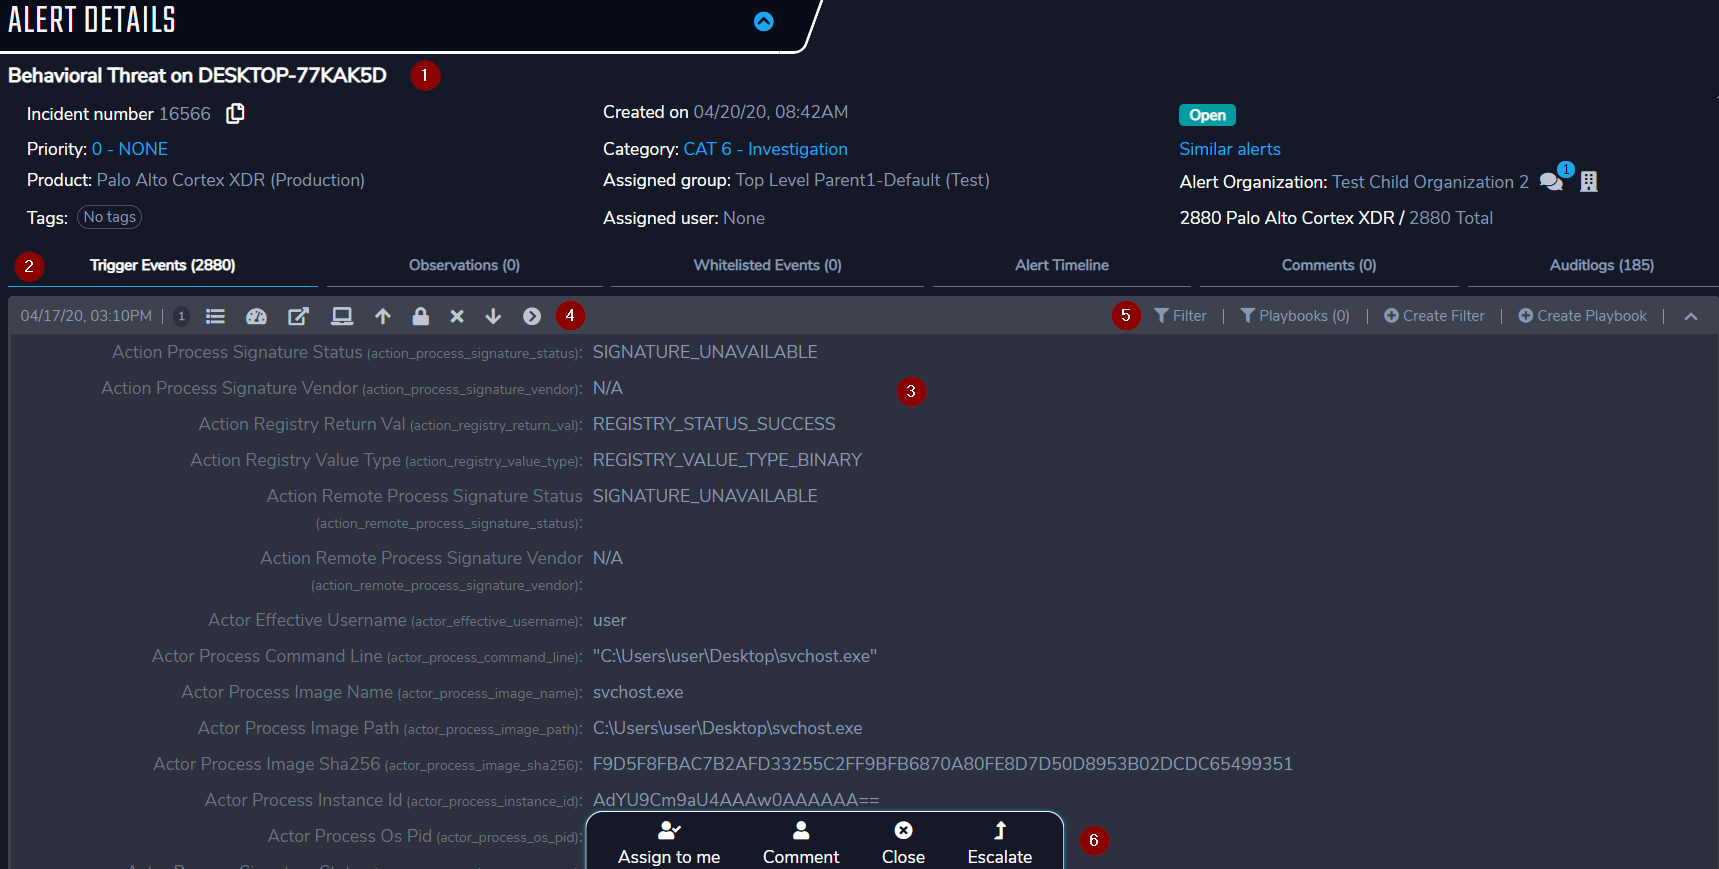 ALERT DETAILS
Behavioral Threat on DESKTOP-77KAK5D 1
Incident number 16566 Created on 04/20/20, 08:42AM Open
Priority: 0 - NONE Category: CAT 6 - Investigation Similar alerts
Product: Palo Alto Cortex XDR (Production) Assigned group: Top Level Parent1-Default (Test) Alert Organization: Test Child Organization 2 1
Tags: No tags Assigned user: None 2880 Palo Alto Cortex XDR / 2880 Total
2 Trigger Events (2880) Observations (0) Whitelisted Events (0) Alert Timeline Comments (0) Auditlogs (185)
04/17/20, 03:10PM | 1 4 5 Filter | Playbooks (0) | Create Filter | Create Playbook |
Action Process Signature Status (action_process_signature_status): SIGNATURE_UNAVAILABLE
Action Process Signature Vendor (action_process_signature_vendor): N/A 3
Action Registry Return Val (action_registry_return_val): REGISTRY_STATUS_SUCCESS
Action Registry Value Type (action_registry_value_type): REGISTRY_VALUE_TYPE_BINARY
Action Remote Process Signature Status SIGNATURE_UNAVAILABLE
(action_remote_process_signature_status):
Action Remote Process Signature Vendor N/A
(action_remote_process_signature_vendor):
Actor Effective Username (actor_effective_username): user
Actor Process Command Line (actor_process_command_line): "C:\Users\user\Desktop\svchost.exe"
Actor Process Image Name (actor_process_image_name): svchost.exe
Actor Process Image Path (actor_process_image_path): C:\Users\user\Desktop\svchost.exe
Actor Process Image Sha256 (actor_process_image_sha256): F9D5F8FBAC7B2AFD33255C2FF9BFB6870A80FE8D7D50D8953B02DCDC65499351
Actor Process Instance Id (actor_process_instance_id): AdYU9Cm9aU4AAAw0AAAAAA==
Actor Process Os Pid (actor_process_os_pid): 6
Assign to me Comment Close Escalate